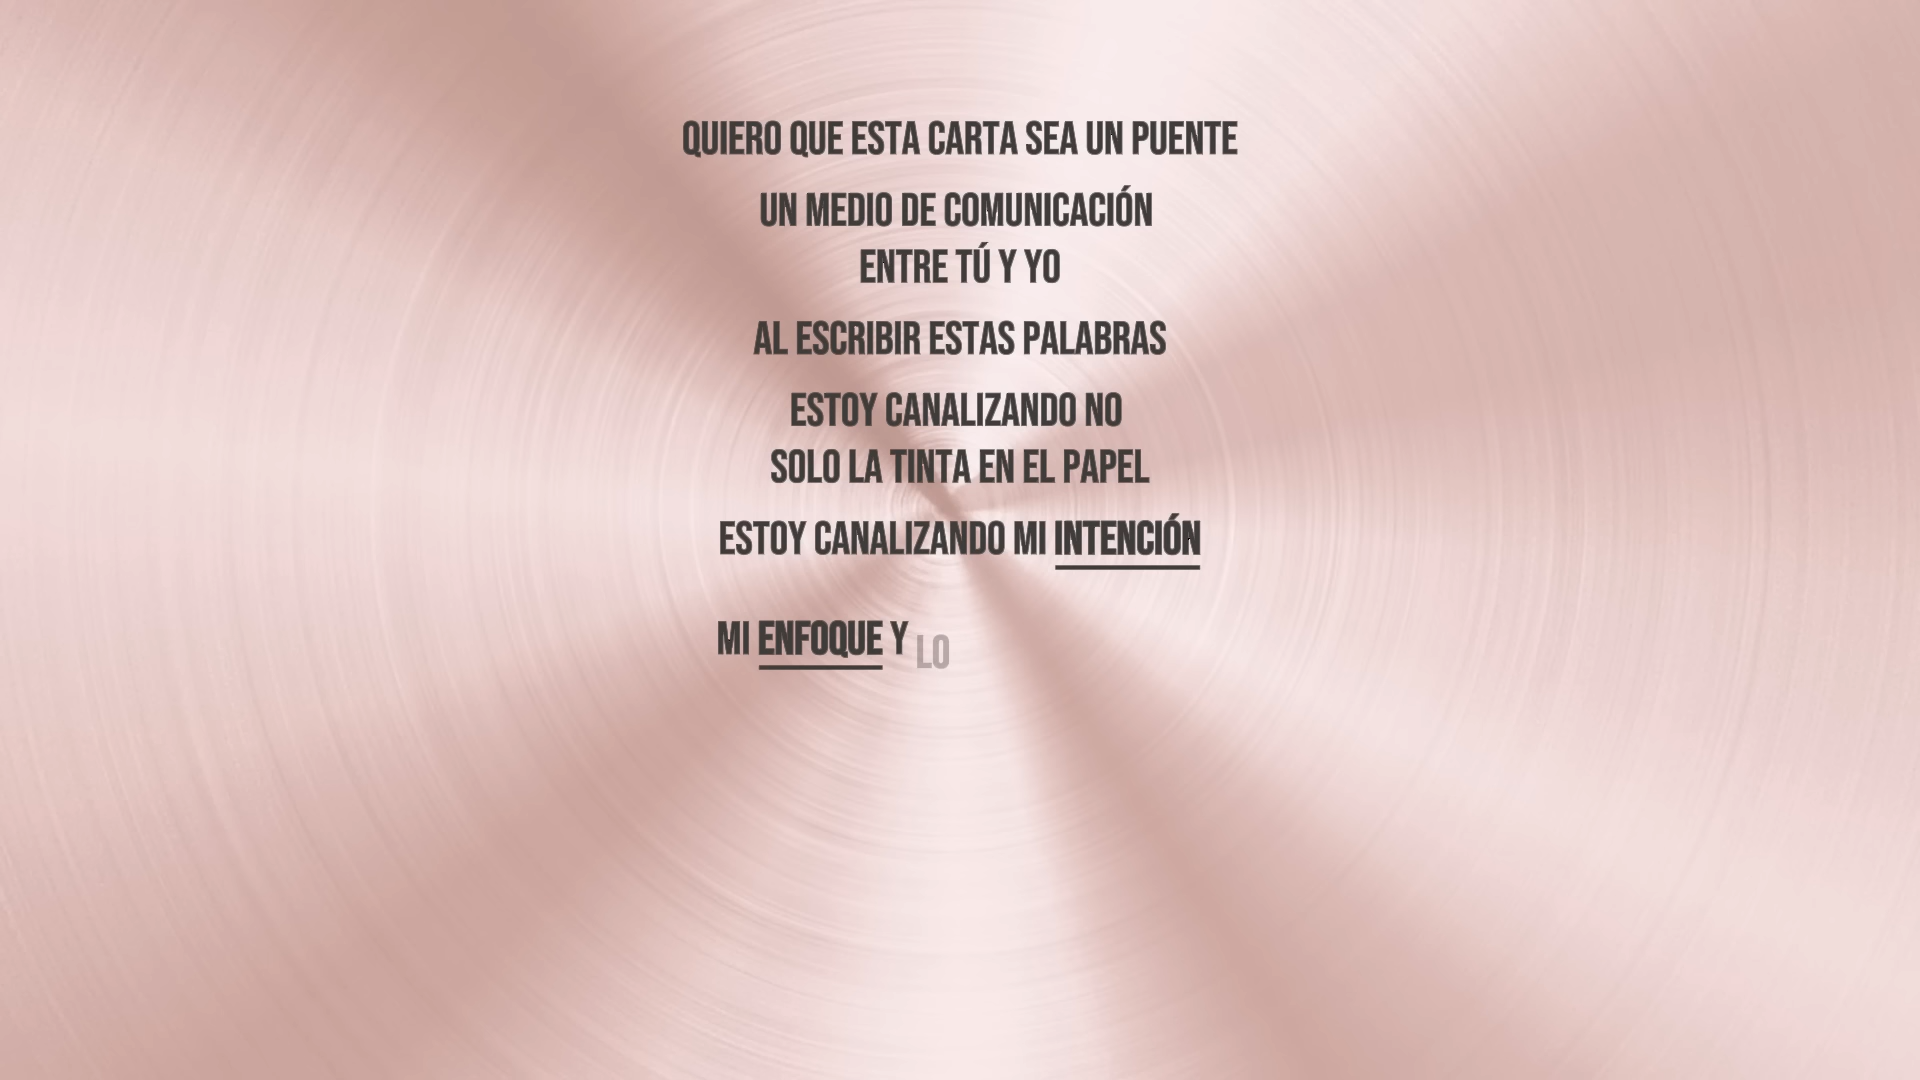 QUIERO QUE ESTA CARTA SEA UN PUENTE
UN MEDIO DE COMUNICACIÓN
ENTRE TÚ Y YO
AL ESCRIBIR ESTAS PALABRAS
ESTOY CANALIZANDO NO
SOLO LA TINTA EN EL PAPEL
ESTOY CANALIZANDO MI INTENCIÓN
MI ENFOQUE Y LO